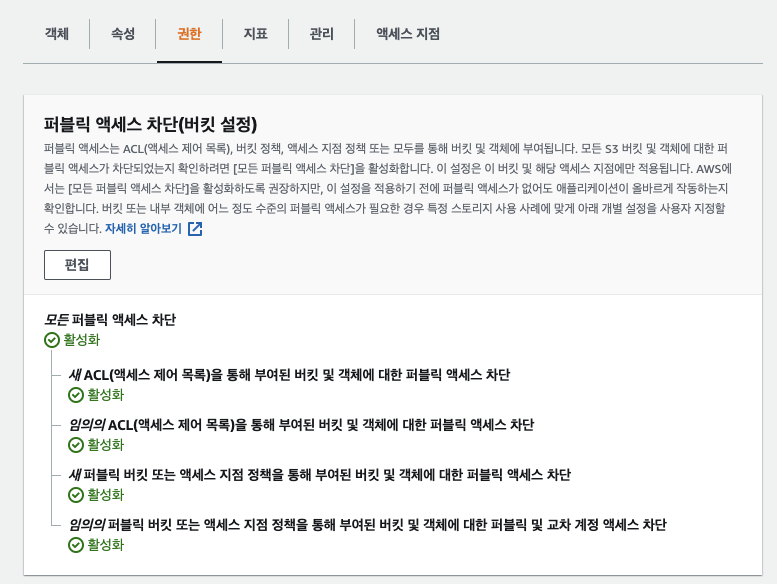 객체 속성 권한 지표 관리 액세스 지점
퍼블릭 액세스 차단(버킷 설정)
퍼블릭 액세스는 ACL(액세스 제어 목록), 버킷 정책, 액세스 지점 정책 또는 모두를 통해 버킷 및 객체에 부여됩니다. 모든 S3 버킷 및 객체에 대한 퍼
블릭 액세스가 차단되었는지 확인하려면 [모든 퍼블릭 액세스 차단]을 활성화합니다. 이 설정은 이 버킷 및 해당 액세스 지점에만 적용됩니다. AWS에
서는 [모든 퍼블릭 액세스 차단]을 활성화하도록 권장하지만, 이 설정을 적용하기 전에 퍼블릭 액세스가 없어도 애플리케이션이 올바르게 작동하는지
확인합니다. 버킷 또는 내부 객체에 어느 정도 수준의 퍼블릭 액세스가 필요한 경우 특정 스토리지 사용 사례에 맞게 아래 개별 설정을 사용자 지정할
수 있습니다. 자세히 알아보기
편집
모든 퍼블릭 액세스 차단
활성화
새 ACL(액세스 제어 목록)을 통해 부여된 버킷 및 객체에 대한 퍼블릭 액세스 차단
활성화
임의의 ACL(액세스 제어 목록)을 통해 부여된 버킷 및 객체에 대한 퍼블릭 액세스 차단
활성화
새 퍼블릭 버킷 또는 액세스 지점 정책을 통해 부여된 버킷 및 객체에 대한 퍼블릭 액세스 차단
활성화
임의의 퍼블릭 버킷 또는 액세스 지점 정책을 통해 부여된 버킷 및 객체에 대한 퍼블릭 및 교차 계정 액세스 차단
활성화